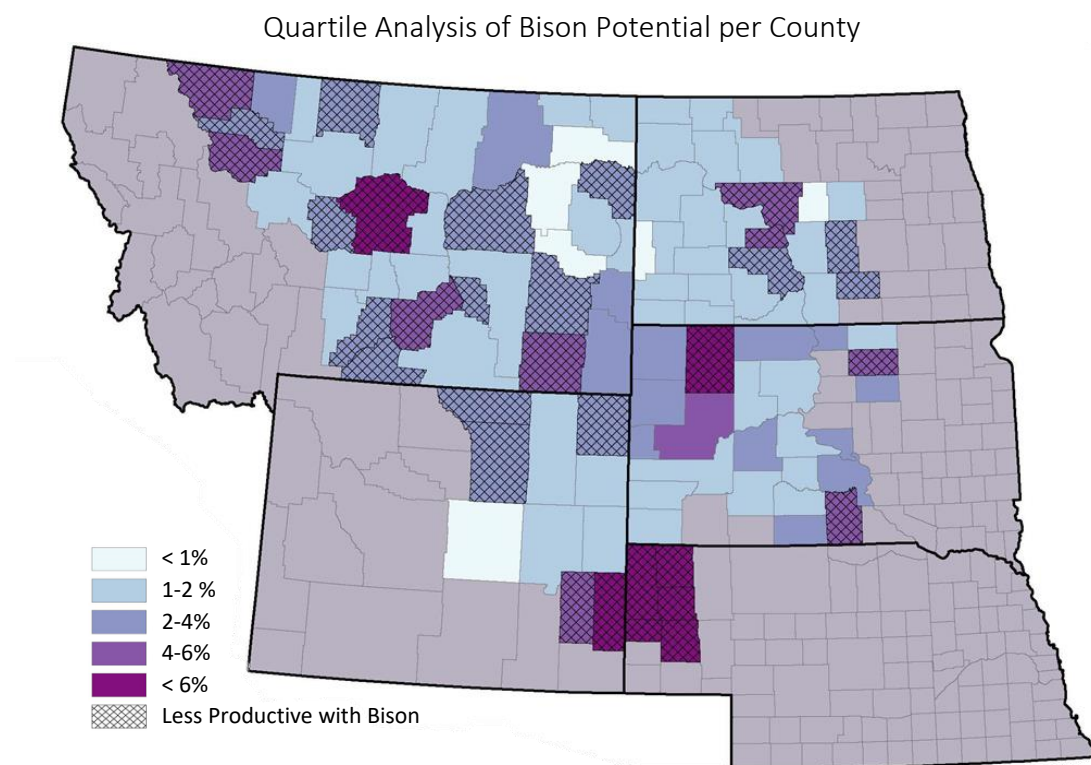 Quartile Analysis of Bison Potential per County
< 1%
1-2 %
2-4%
4-6%
< 6%
Less Productive with Bison